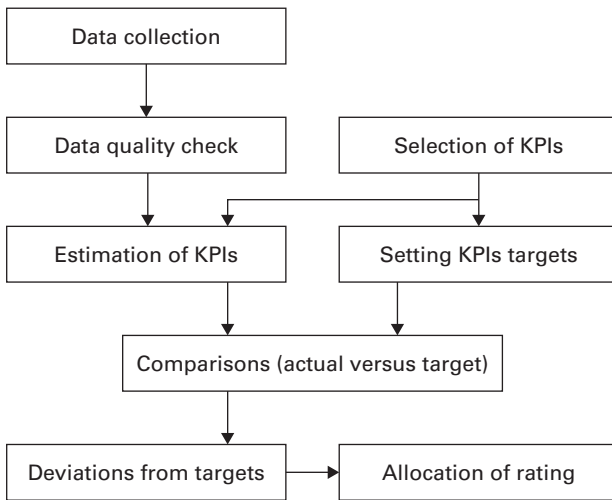 Data collection
Data quality check
Selection of KPIs
Estimation of KPIs
Setting KPIs targets
Comparisons (actual versus target)
Deviations from targets
Allocation of rating